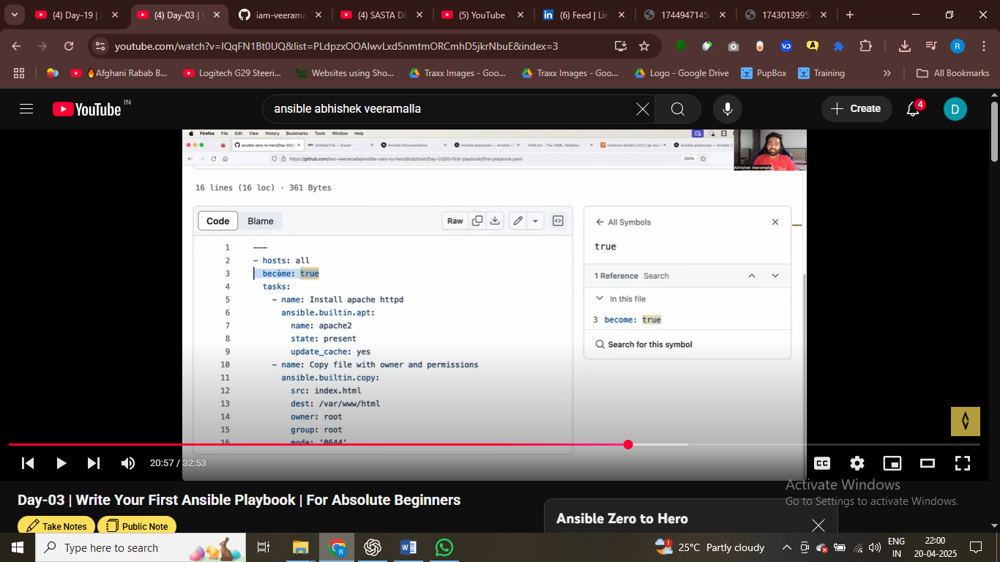 (4) Day-19 | J
(4) Day-03 | W
iam-veerama
(4) SASTA DE
(5) YouTube
(6) Feed | Lin
1744947145
1743013995
youtube.com/watch?v=IQqFN1Bt0UQ&list=PLdpzxOOAlwvLxd5nmtmORCmhD5jkrNbuE&index=3
R
Afghani Rabab B...
Logitech G29 Steeri...
Websites using Sho...
Traxx Images - Goo...
Traxx Images - Goo...
Logo - Google Drive
PupBox
Training
All Bookmarks
YouTube IN
ansible abhishek veeramalla
Create
4
D
Firefox File Edit View History Bookmarks Tools Window Help
ansible-zero-to-hero/Day-03/0
Untitled File — Eraser
Ansible Documentation
Ansible playbooks — Ansible C
YAMLlint - The YAML Validator
Instance details | EC2 | ap-sout
Ansible playbooks — Ansible C
https://github.com/iam-veeramalla/ansible-zero-to-hero/blob/main/Day-03/03-first-playbook/first-playbook.yaml
200%
Abhishek Veeramalla
16 lines (16 loc) · 361 Bytes
Code Blame Raw
1 ---
2 - hosts: all
3 become: true
4 tasks:
5 - name: Install apache httpd
6 ansible.builtin.apt:
7 name: apache2
8 state: present
9 update_cache: yes
10 - name: Copy file with owner and permissions
11 ansible.builtin.copy:
12 src: index.html
13 dest: /var/www/html
14 owner: root
15 group: root
16 mode: '0644'
All Symbols
true
1 Reference Search
In this file
3 become: true
Search for this symbol
20:57 / 32:53
CC
Day-03 | Write Your First Ansible Playbook | For Absolute Beginners
Take Notes
Public Note
Ansible Zero to Hero
Activate Windows
Go to Settings to activate Windows.
Type here to search
1
25°C Partly cloudy
ENG
IN
22:00
20-04-2025